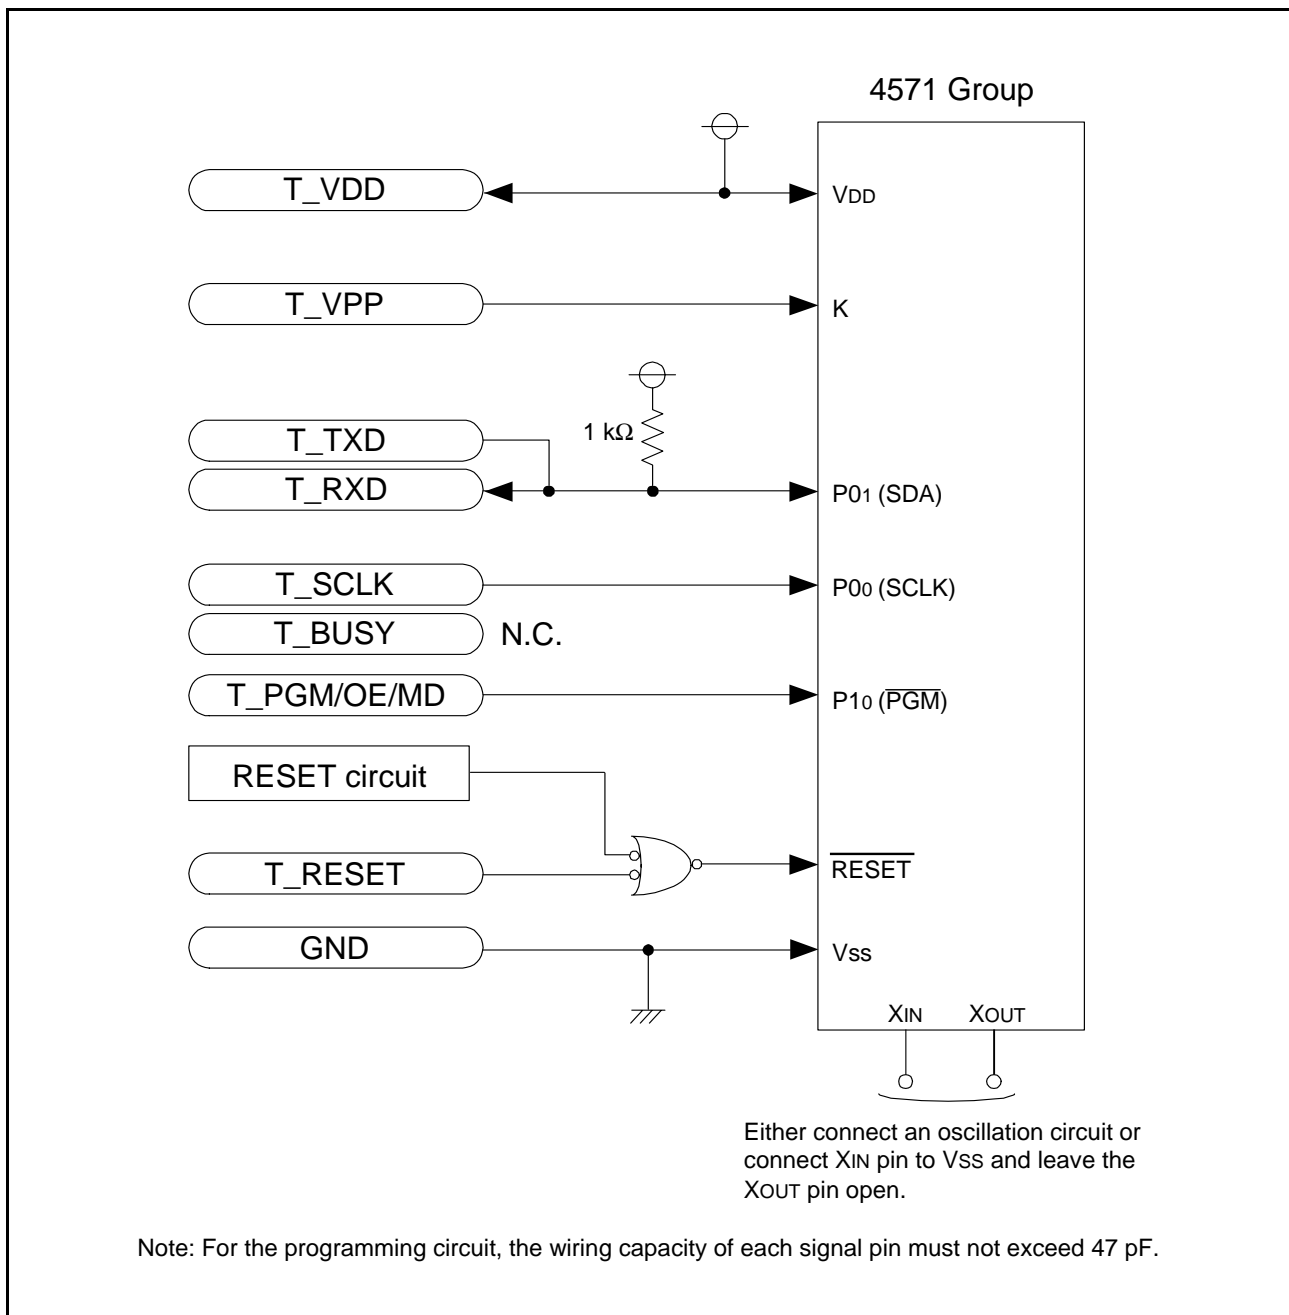 4571 Group
T_VDD
VDD
T_VPP
K
T_TXD
1 kΩ
T_RXD
P01 (SDA)
T_SCLK
P00 (SCLK)
T_BUSY N.C.
T_PGM/OE/MD
P10 (PGM)
RESET circuit
T_RESET
RESET
GND
Vss
XIN XOUT
Either connect an oscillation circuit or
connect XIN pin to VSS and leave the
XOUT pin open.
Note: For the programming circuit, the wiring capacity of each signal pin must not exceed 47 pF.